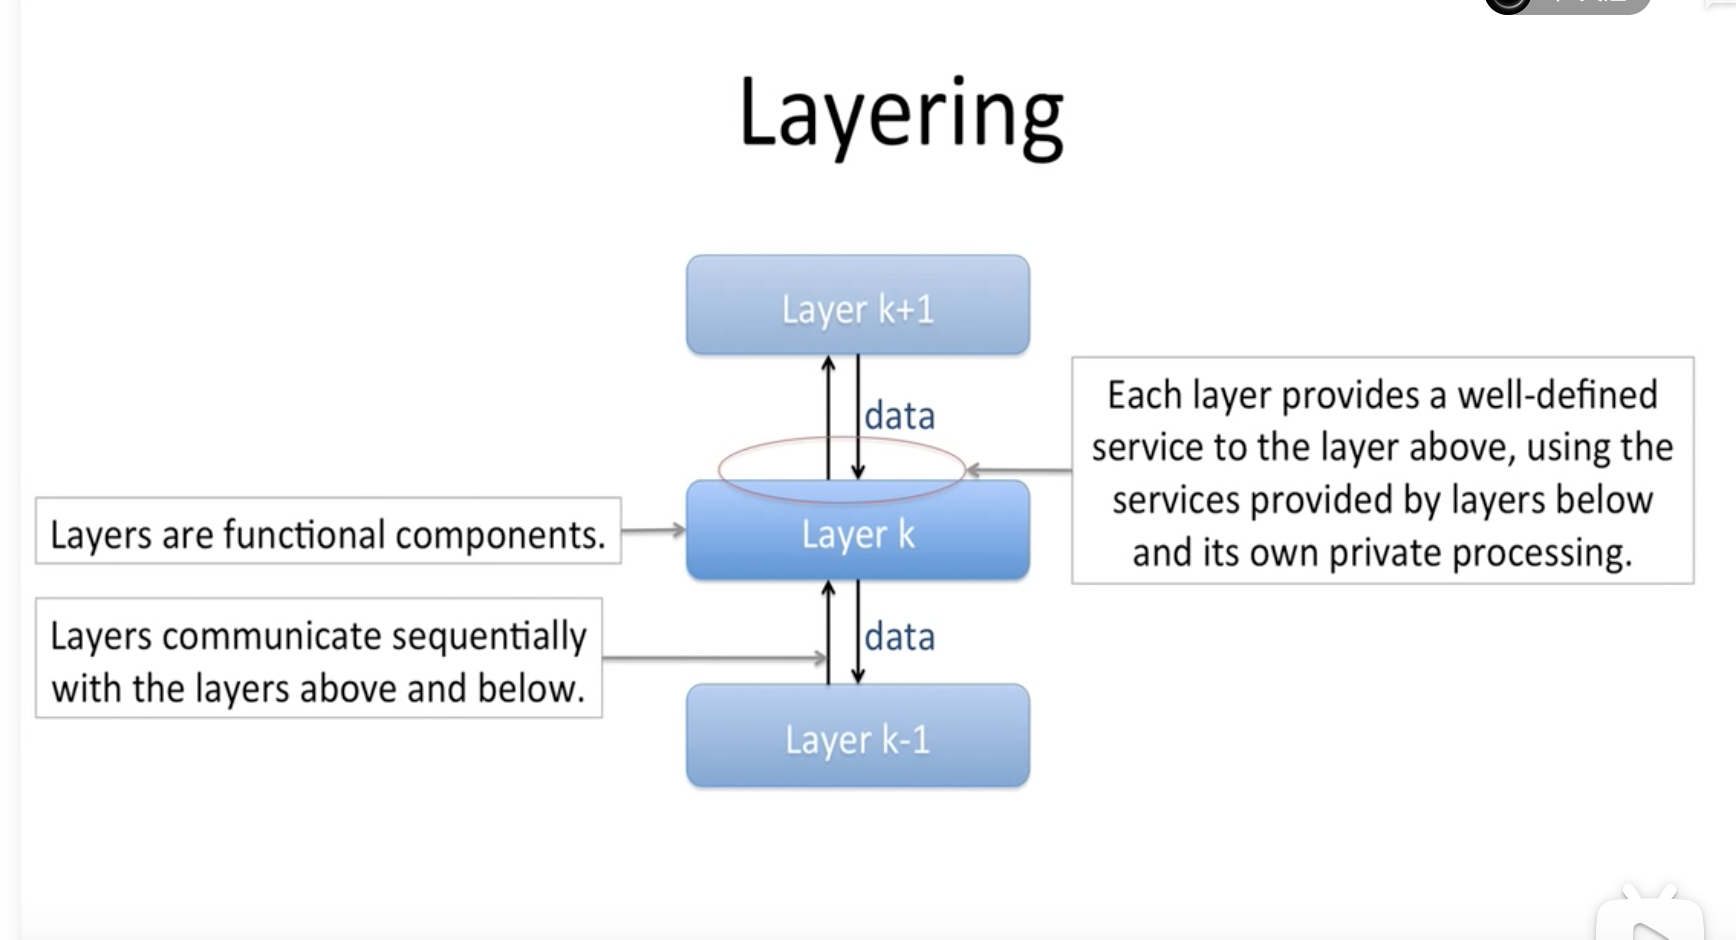 Layering
Layer k+1
data
Each layer provides a well-defined
service to the layer above, using the
services provided by layers below
and its own private processing.
Layers are functional components.
Layer k
Layers communicate sequentially
with the layers above and below.
data
Layer k-1